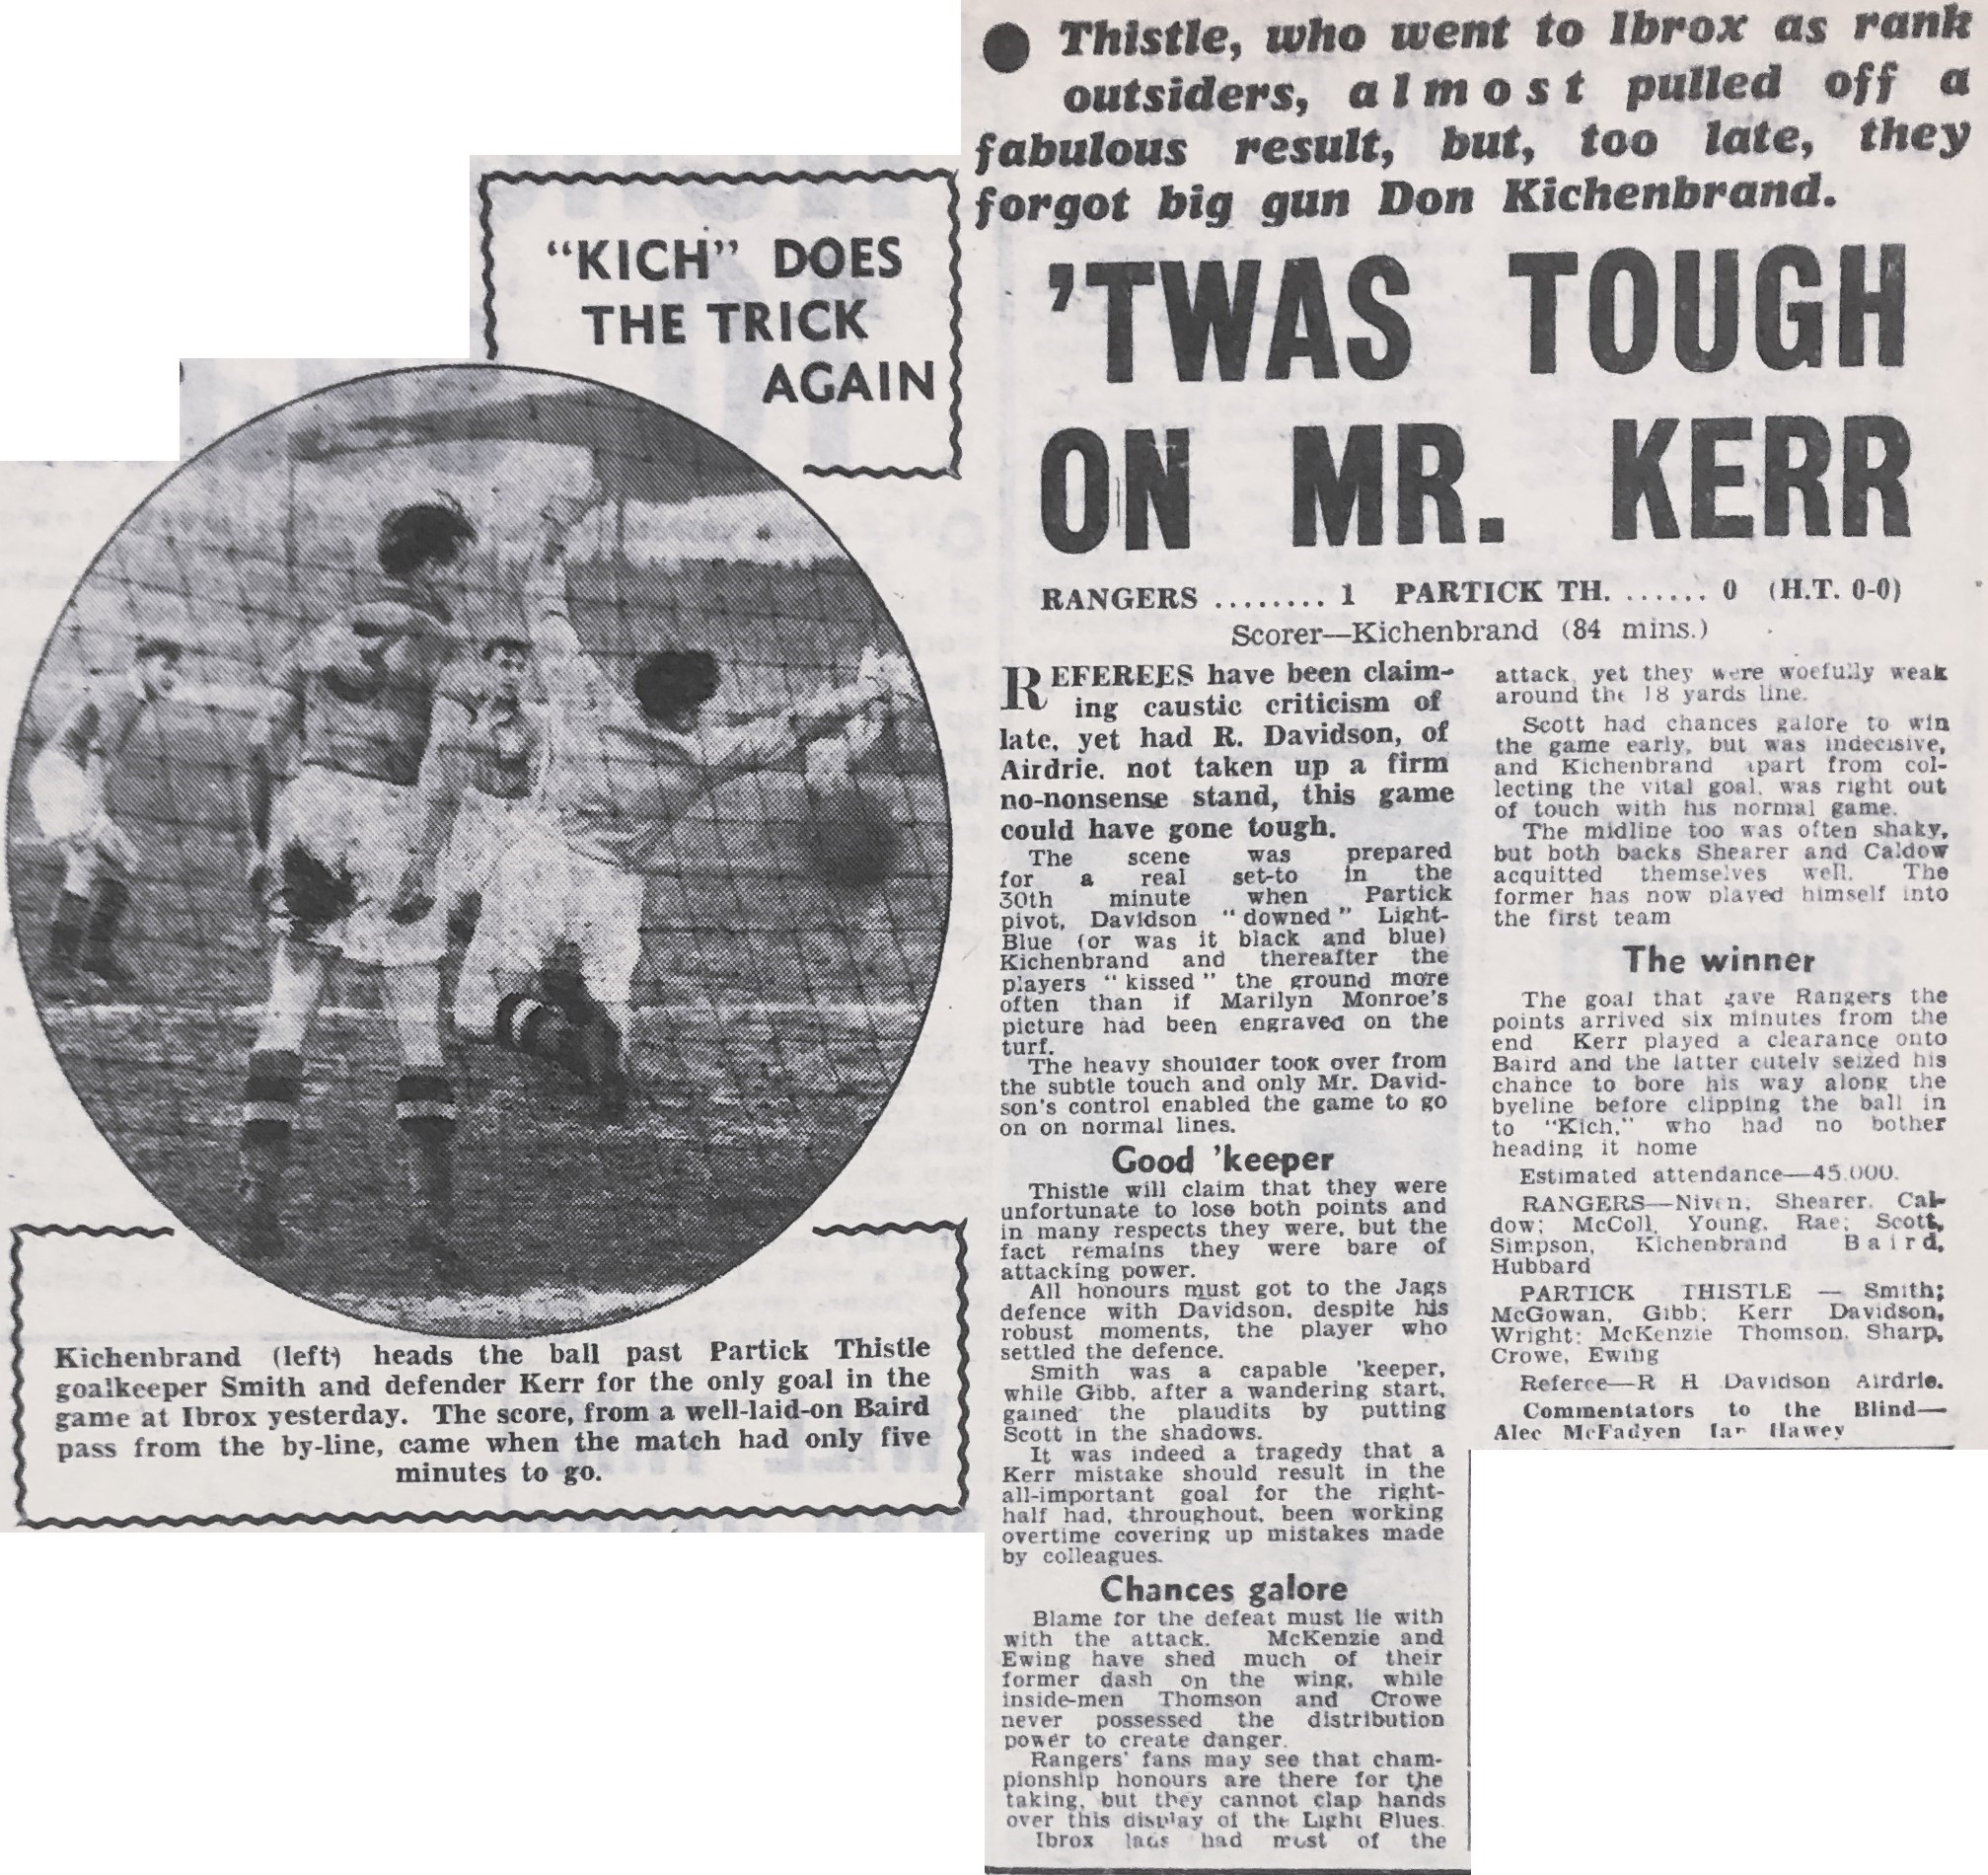 ● Thistle, who went to Ibrox as rank
outsiders, almost pulled off a
fabulous result, but, too late, they
forgot big gun Don Kichenbrand.
"KICH" DOES
THE TRICK
AGAIN
Kichenbrand (left) heads the ball past Partick Thistle
goalkeeper Smith and defender Kerr for the only goal in the
game at Ibrox yesterday. The score, from a well-laid-on Baird
pass from the by-line, came when the match had only five
minutes to go.
'TWAS TOUGH
ON MR. KERR
RANGERS ........ 1 PARTICK TH. ...... 0 (H.T. 0-0)
Scorer—Kichenbrand (84 mins.)
REFEREES have been claim-
ing caustic criticism of
late, yet had R. Davidson, of
Airdrie, not taken up a firm
no-nonsense stand, this game
could have gone tough.
The scene was prepared
for a real set-to in the
30th minute when Partick
pivot, Davidson "downed" Light-
Blue (or was it black and blue)
Kichenbrand and thereafter the
players "kissed" the ground more
often than if Marilyn Monroe's
picture had been engraved on the
turf.
The heavy shoulder took over from
the subtle touch and only Mr. David-
son's control enabled the game to go
on on normal lines.
Good 'keeper
Thistle will claim that they were
unfortunate to lose both points and
in many respects they were, but the
fact remains they were bare of
attacking power.
All honours must got to the Jags
defence with Davidson, despite his
robust moments, the player who
settled the defence.
Smith was a capable 'keeper,
while Gibb, after a wandering start,
gained the plaudits by putting
Scott in the shadows.
It was indeed a tragedy that a
Kerr mistake should result in the
all-important goal for the right-
half had, throughout, been working
overtime covering up mistakes made
by colleagues.
Chances galore
Blame for the defeat must lie with
with the attack. McKenzie and
Ewing have shed much of their
former dash on the wing, while
inside-men Thomson and Crowe
never possessed the distribution
power to create danger.
Rangers' fans may see that cham-
pionship honours are there for the
taking, but they cannot clap hands
over this display of the Light Blues.
Ibrox lads had most of the
attack yet they were woefully weak
around the 18 yards line.
Scott had chances galore to win
the game early, but was indecisive,
and Kichenbrand apart from col-
lecting the vital goal, was right out
of touch with his normal game.
The midline too was often shaky,
but both backs Shearer and Caldow
acquitted themselves well. The
former has now played himself into
the first team
The winner
The goal that gave Rangers the
points arrived six minutes from the
end Kerr played a clearance onto
Baird and the latter cutely seized his
chance to bore his way along the
byeline before clipping the ball in
to "Kich," who had no bother
heading it home
Estimated attendance—45,000.
RANGERS—Niven, Shearer, Cal-
dow; McColl, Young, Rae; Scott,
Simpson, Kichenbrand Baird,
Hubbard
PARTICK THISTLE — Smith;
McGowan, Gibb; Kerr Davidson,
Wright; McKenzie Thomson, Sharp,
Crowe, Ewing
Referee—R H Davidson Airdrie.
Commentators to the Blind—
Alec McFadyen Ian Hawey